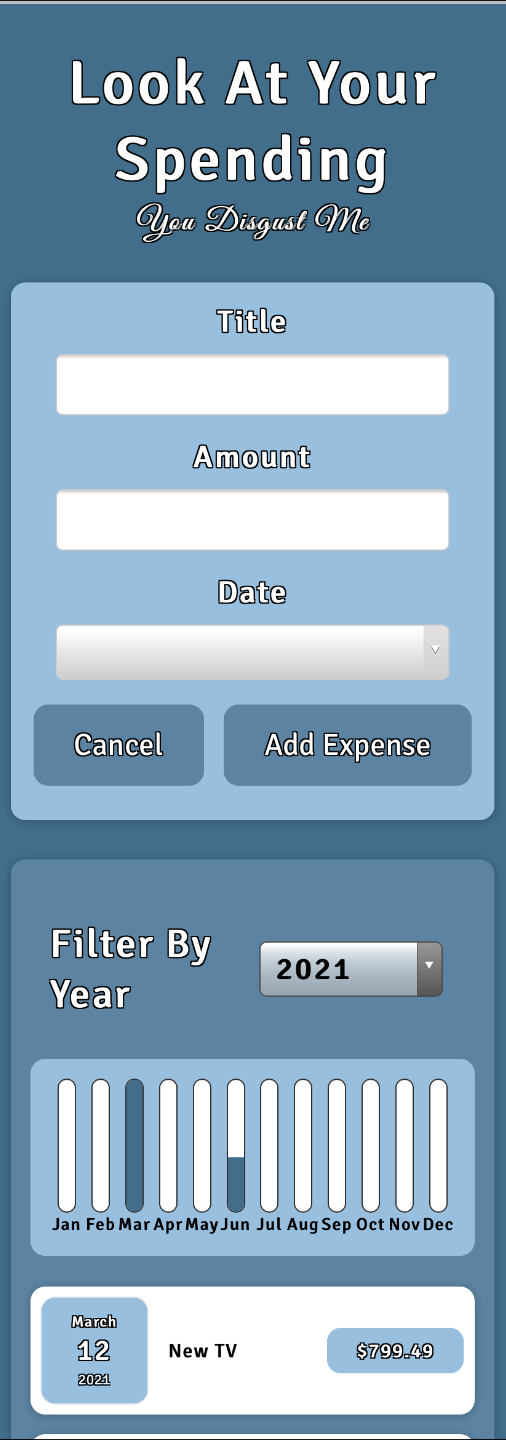 Look At Your
Spending
You Disgust Me
Title
Amount
Date
Cancel
Add Expense
Filter By
Year
2021
Jan Feb Mar Apr May Jun Jul Aug Sep Oct Nov Dec
March
12
2021
New TV
$799.49